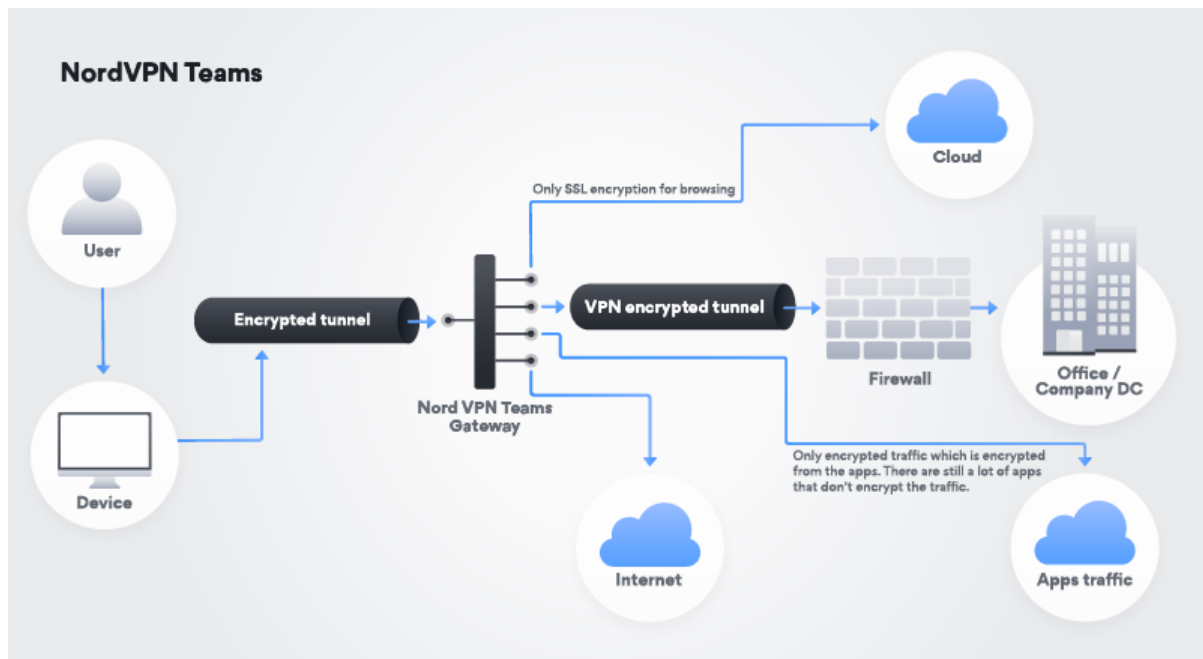 NordVPN Teams
User
Device
Encrypted tunnel
Nord VPN Teams
Gateway
Only SSL encryption for browsing
Cloud
VPN encrypted tunnel
Firewall
Office /
Company DC
Only encrypted traffic which is encrypted
from the apps. There are still a lot of apps
that don't encrypt the traffic.
Internet
Apps traffic